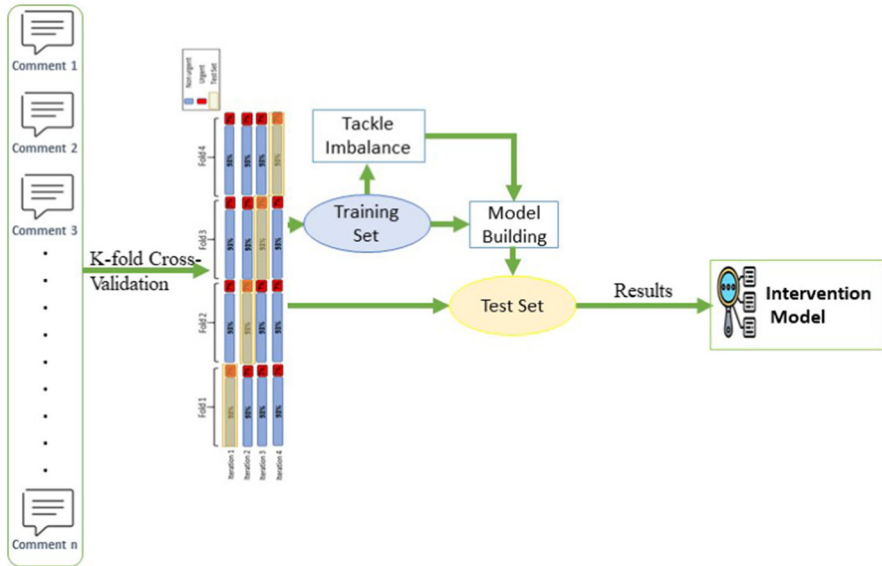 Comment 1
Comment 2
Comment 3
Comment n
K-fold Cross-
Validation
Non urgent
Urgent
Test Set
Fold 4
Fold 3
Fold 2
Fold 1
Iteration 1
Iteration 2
Iteration 3
Iteration 4
Tackle
Imbalance
Training
Set
Model
Building
Test Set
Results
Intervention
Model